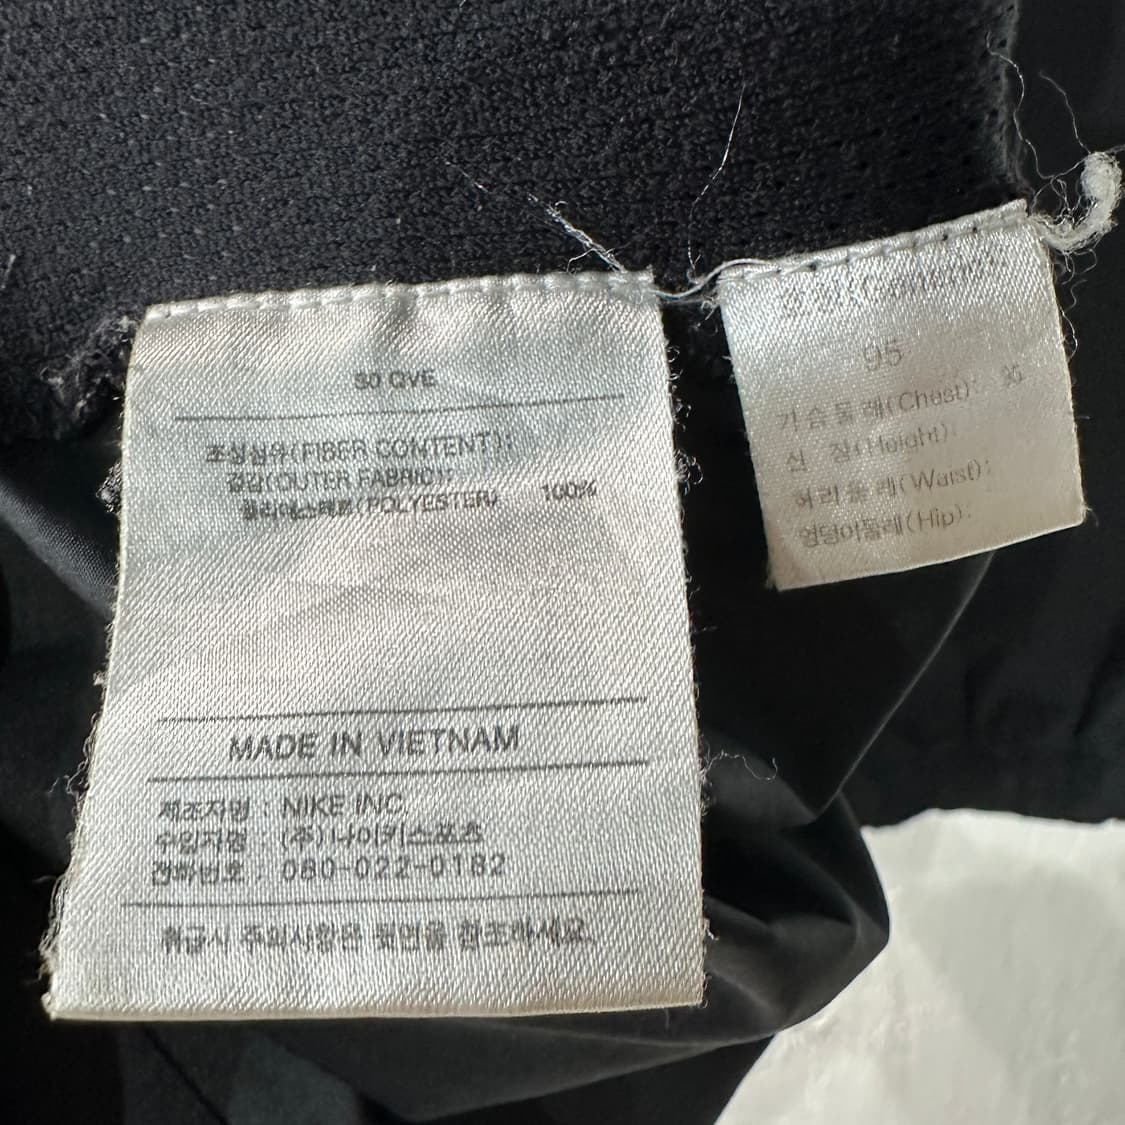 S0 QVE
조성섬유(FIBER CONTENT):
겉감(OUTER FABRIC):
폴리에스테르(POLYESTER) 100%
MADE IN VIETNAM
제조자명 : NIKE INC.
수입자명 (주)나이키스포츠
전화번호 : 080-022-0182
취급시 주의사항은 뒷면을 참조하세요.
95
가슴둘레(Chest): 95
신 장(Height):
허리둘레(Waist):
엉덩이둘레(Hip):